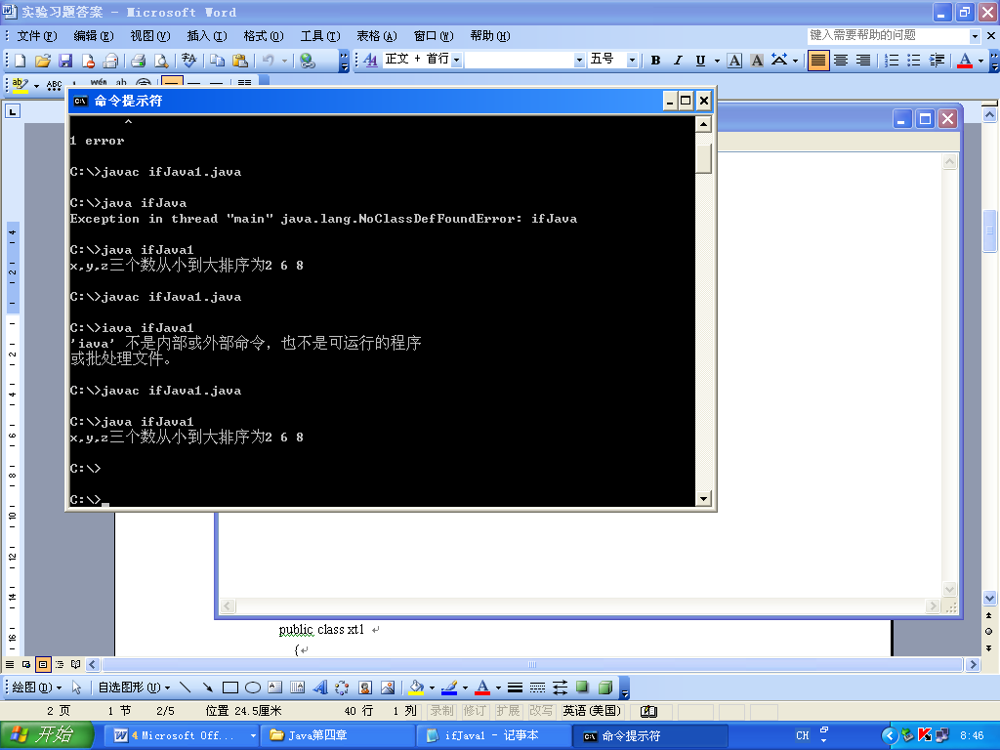 实验习题答案 - Microsoft Word
文件(F) 编辑(E) 视图(V) 插入(I) 格式(O) 工具(T) 表格(A) 窗口(W) 帮助(H) 键入需要帮助的问题
正文 + 首行 五号 B I U A A A
ABC
命令提示符
^
1 error
C:\>javac ifJava1.java
C:\>java ifJava
Exception in thread "main" java.lang.NoClassDefFoundError: ifJava
C:\>java ifJava1
x,y,z三个数从小到大排序为2 6 8
C:\>javac ifJava1.java
C:\>iava ifJava1
'iava' 不是内部或外部命令，也不是可运行的程序
或批处理文件。
C:\>javac ifJava1.java
C:\>java ifJava1
x,y,z三个数从小到大排序为2 6 8
C:\>
C:\>_
public class xt1
{
绘图(D) 自选图形(U)
2 页 1 节 2/5 位置 24.5厘米 40 行 1 列 录制 修订 扩展 改写 英语(美国)
开始 4 Microsoft Off... Java第四章 ifJava1 - 记事本 命令提示符 CH 8:46